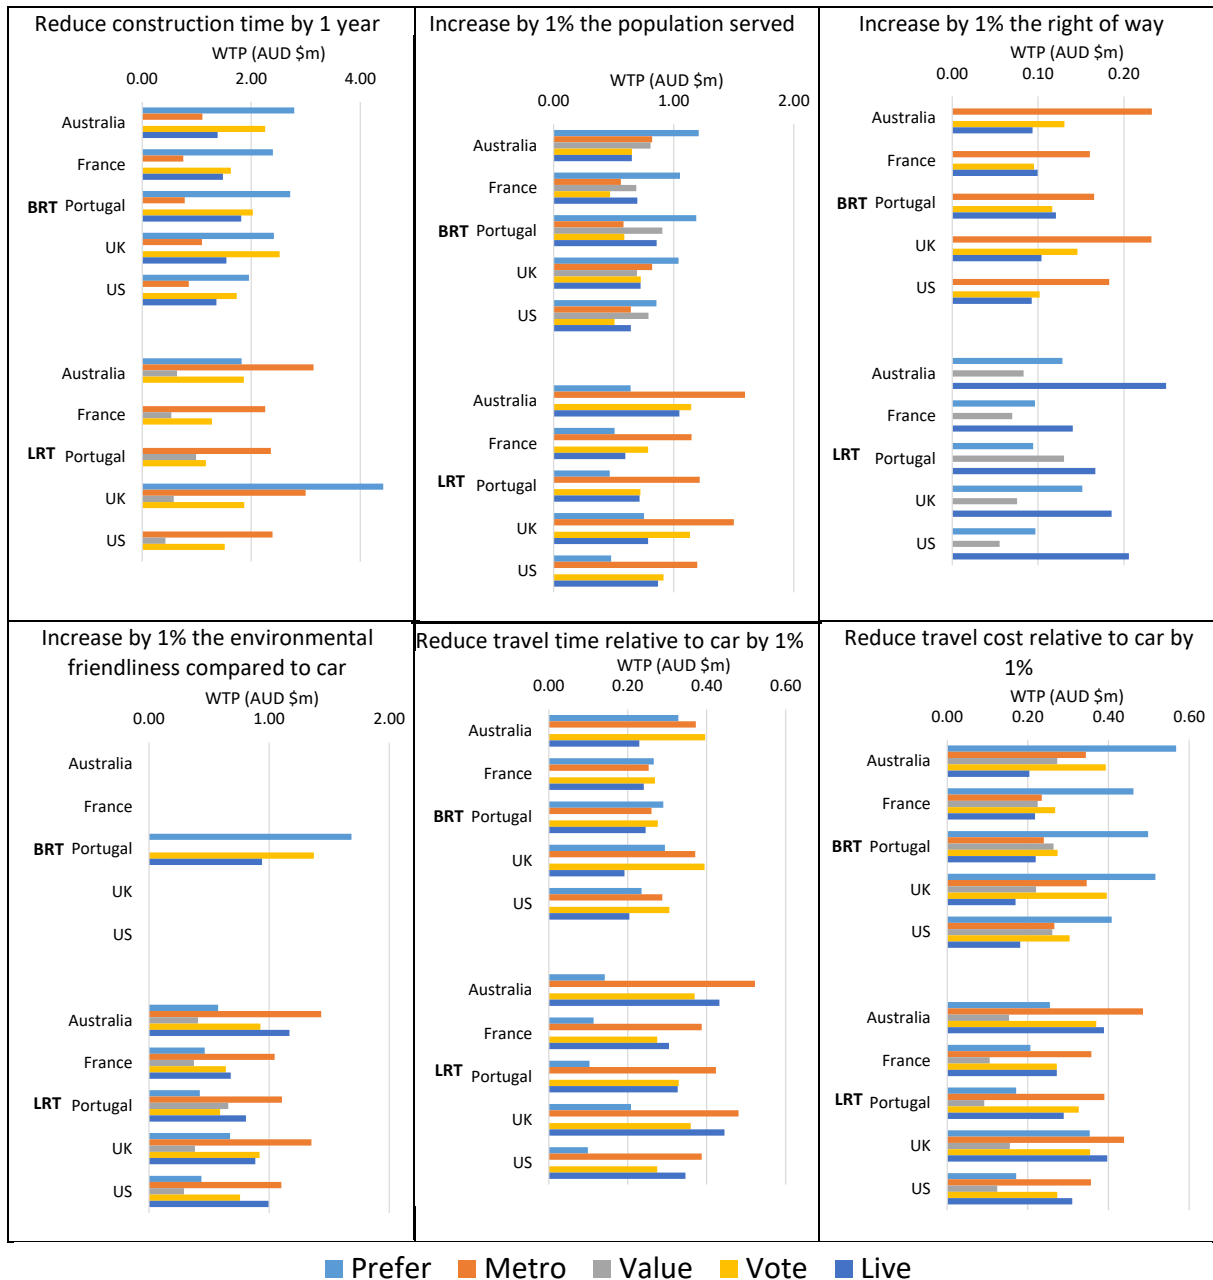 Reduce construction time by 1 year
WTP (AUD $m)
0.00 2.00 4.00
Australia
France
BRT Portugal
UK
US
Australia
France
LRT Portugal
UK
US
Increase by 1% the population served
WTP (AUD $m)
0.00 1.00 2.00
Australia
France
BRT Portugal
UK
US
Australia
France
LRT Portugal
UK
US
Increase by 1% the right of way
WTP (AUD $m)
0.00 0.10 0.20
Australia
France
BRT Portugal
UK
US
Australia
France
LRT Portugal
UK
US
Increase by 1% the environmental
friendliness compared to car
WTP (AUD $m)
0.00 1.00 2.00
Australia
France
BRT Portugal
UK
US
Australia
France
LRT Portugal
UK
US
Reduce travel time relative to car by 1%
WTP (AUD $m)
0.00 0.20 0.40 0.60
Australia
France
BRT Portugal
UK
US
Australia
France
LRT Portugal
UK
US
Reduce travel cost relative to car by
1%
WTP (AUD $m)
0.00 0.20 0.40 0.60
Australia
France
BRT Portugal
UK
US
Australia
France
LRT Portugal
UK
US
Prefer Metro Value Vote Live